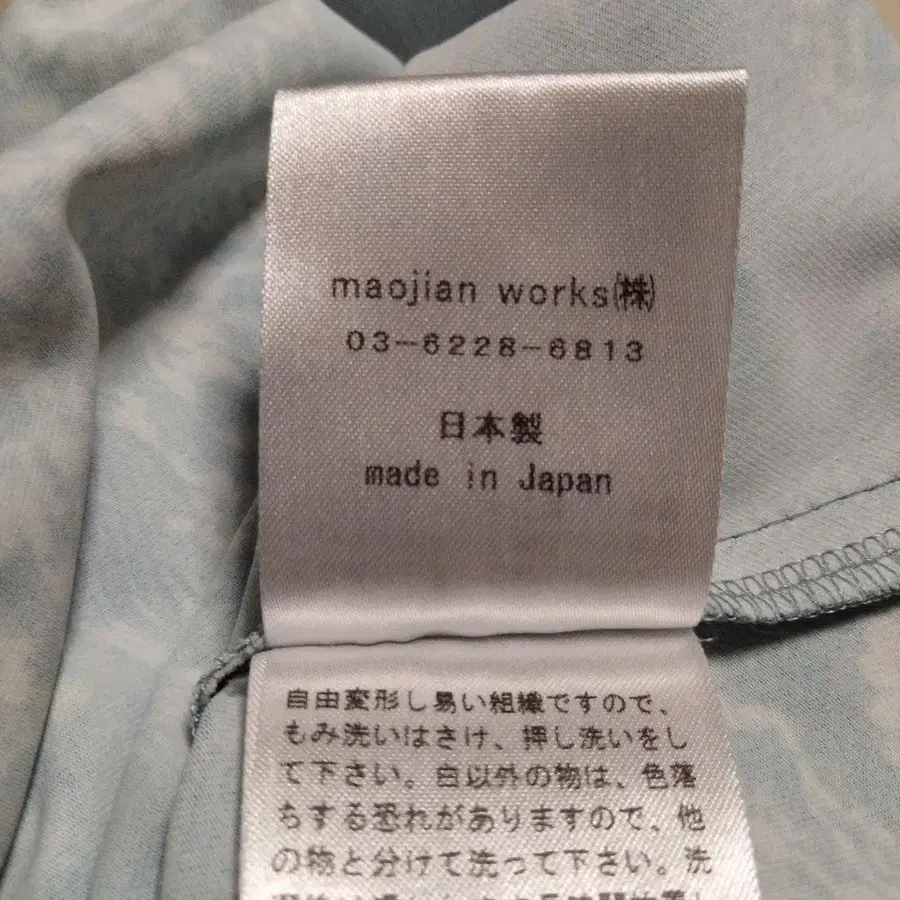 maojian works㈱
03-6228-6813
日本製
made in Japan
自由変形し易い組織ですので、
もみ洗いはさけ、押し洗いをし
て下さい。白以外の物は、色落
ちする恐れがありますので、他
の物と分けて洗って下さい。洗